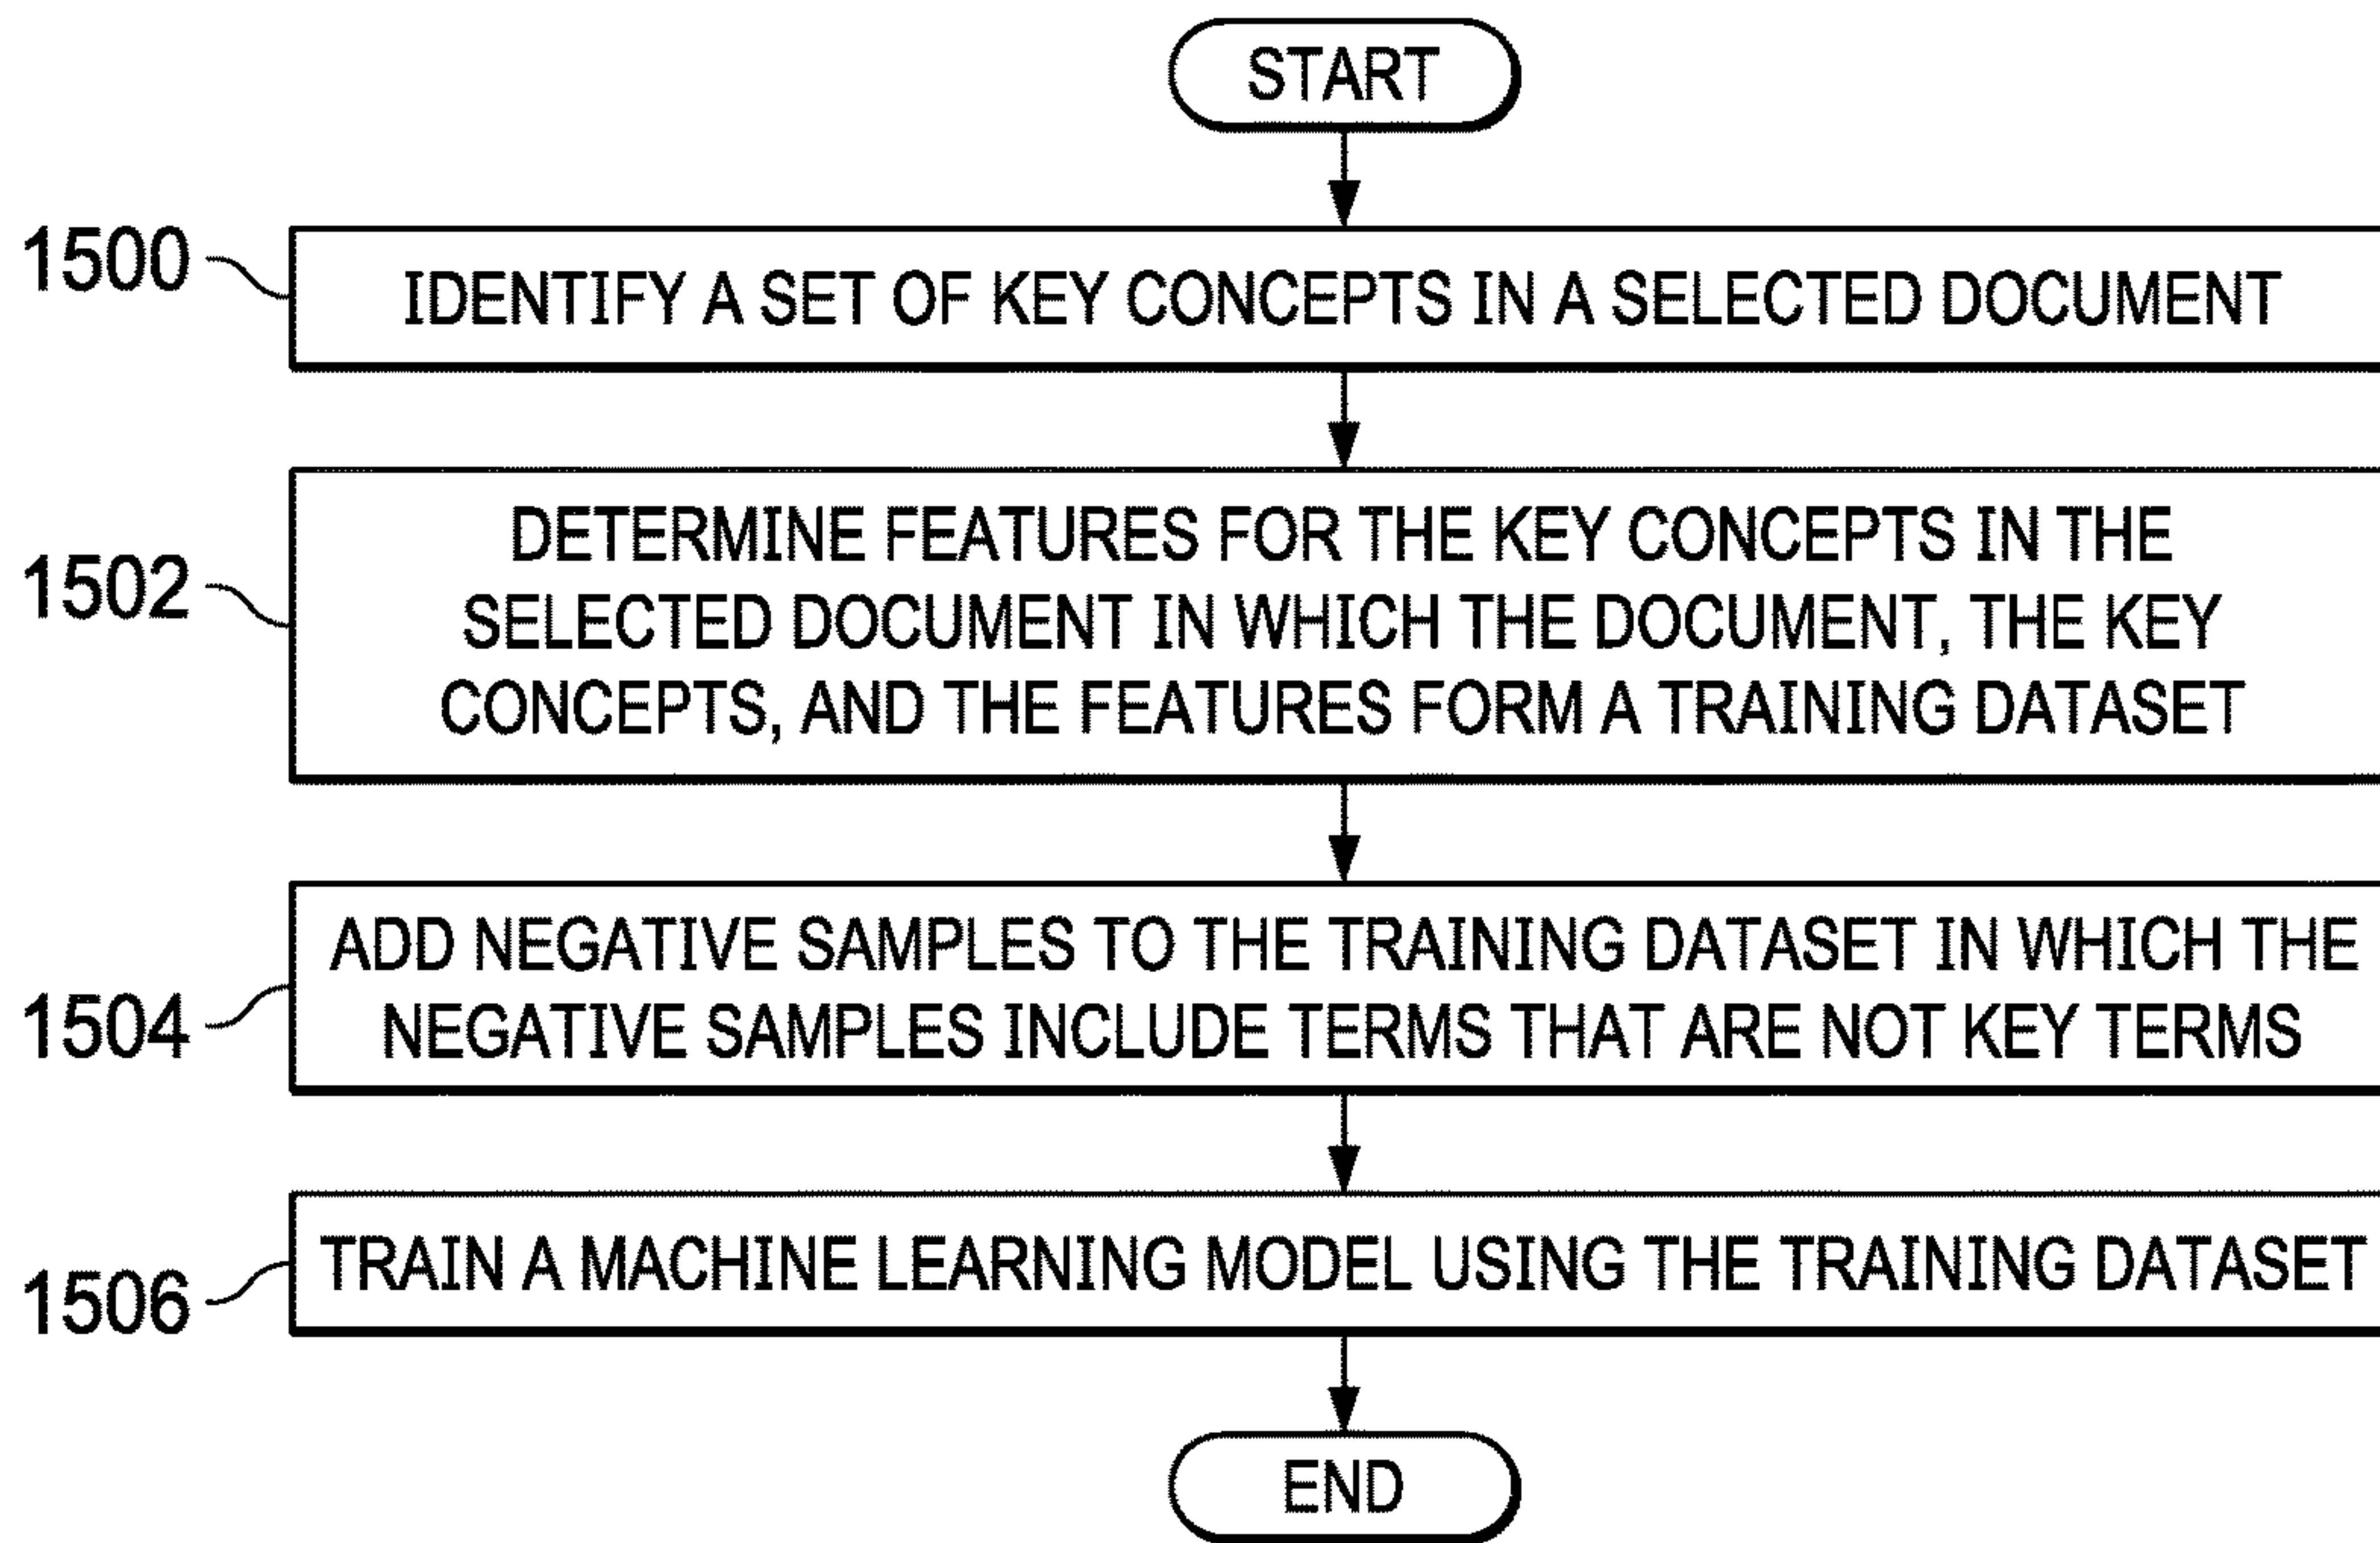 START
1500
IDENTIFY A SET OF KEY CONCEPTS IN A SELECTED DOCUMENT
1502
DETERMINE FEATURES FOR THE KEY CONCEPTS IN THE
SELECTED DOCUMENT IN WHICH THE DOCUMENT, THE KEY
CONCEPTS, AND THE FEATURES FORM A TRAINING DATASET
1504
ADD NEGATIVE SAMPLES TO THE TRAINING DATASET IN WHICH THE
NEGATIVE SAMPLES INCLUDE TERMS THAT ARE NOT KEY TERMS
1506
TRAIN A MACHINE LEARNING MODEL USING THE TRAINING DATASET
END